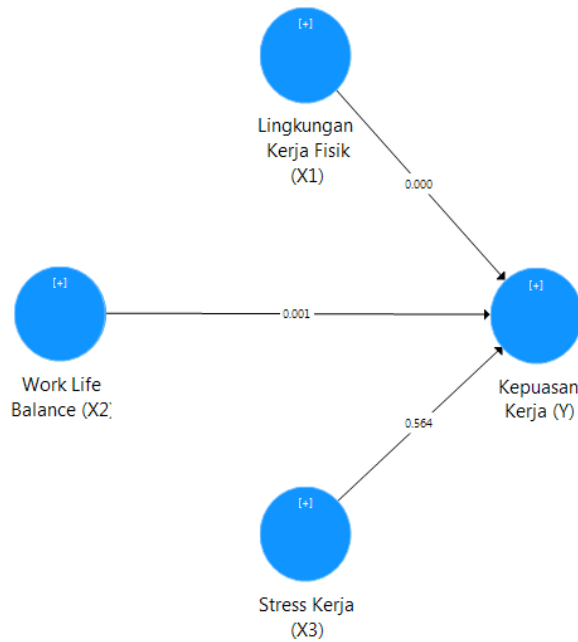 [+]
Lingkungan
Kerja Fisik
(X1)
0.000
[+]
Work Life
Balance (X2)
0.001
[+]
Kepuasan
Kerja (Y)
0.564
[+]
Stress Kerja
(X3)